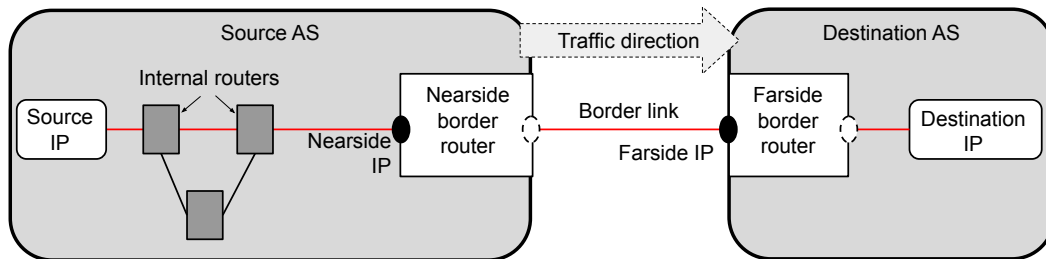 Source AS
Traffic direction
Destination AS
Internal routers
Source
IP
Nearside
border
router
Nearside
IP
Border link
Farside IP
Farside
border
router
Destination
IP